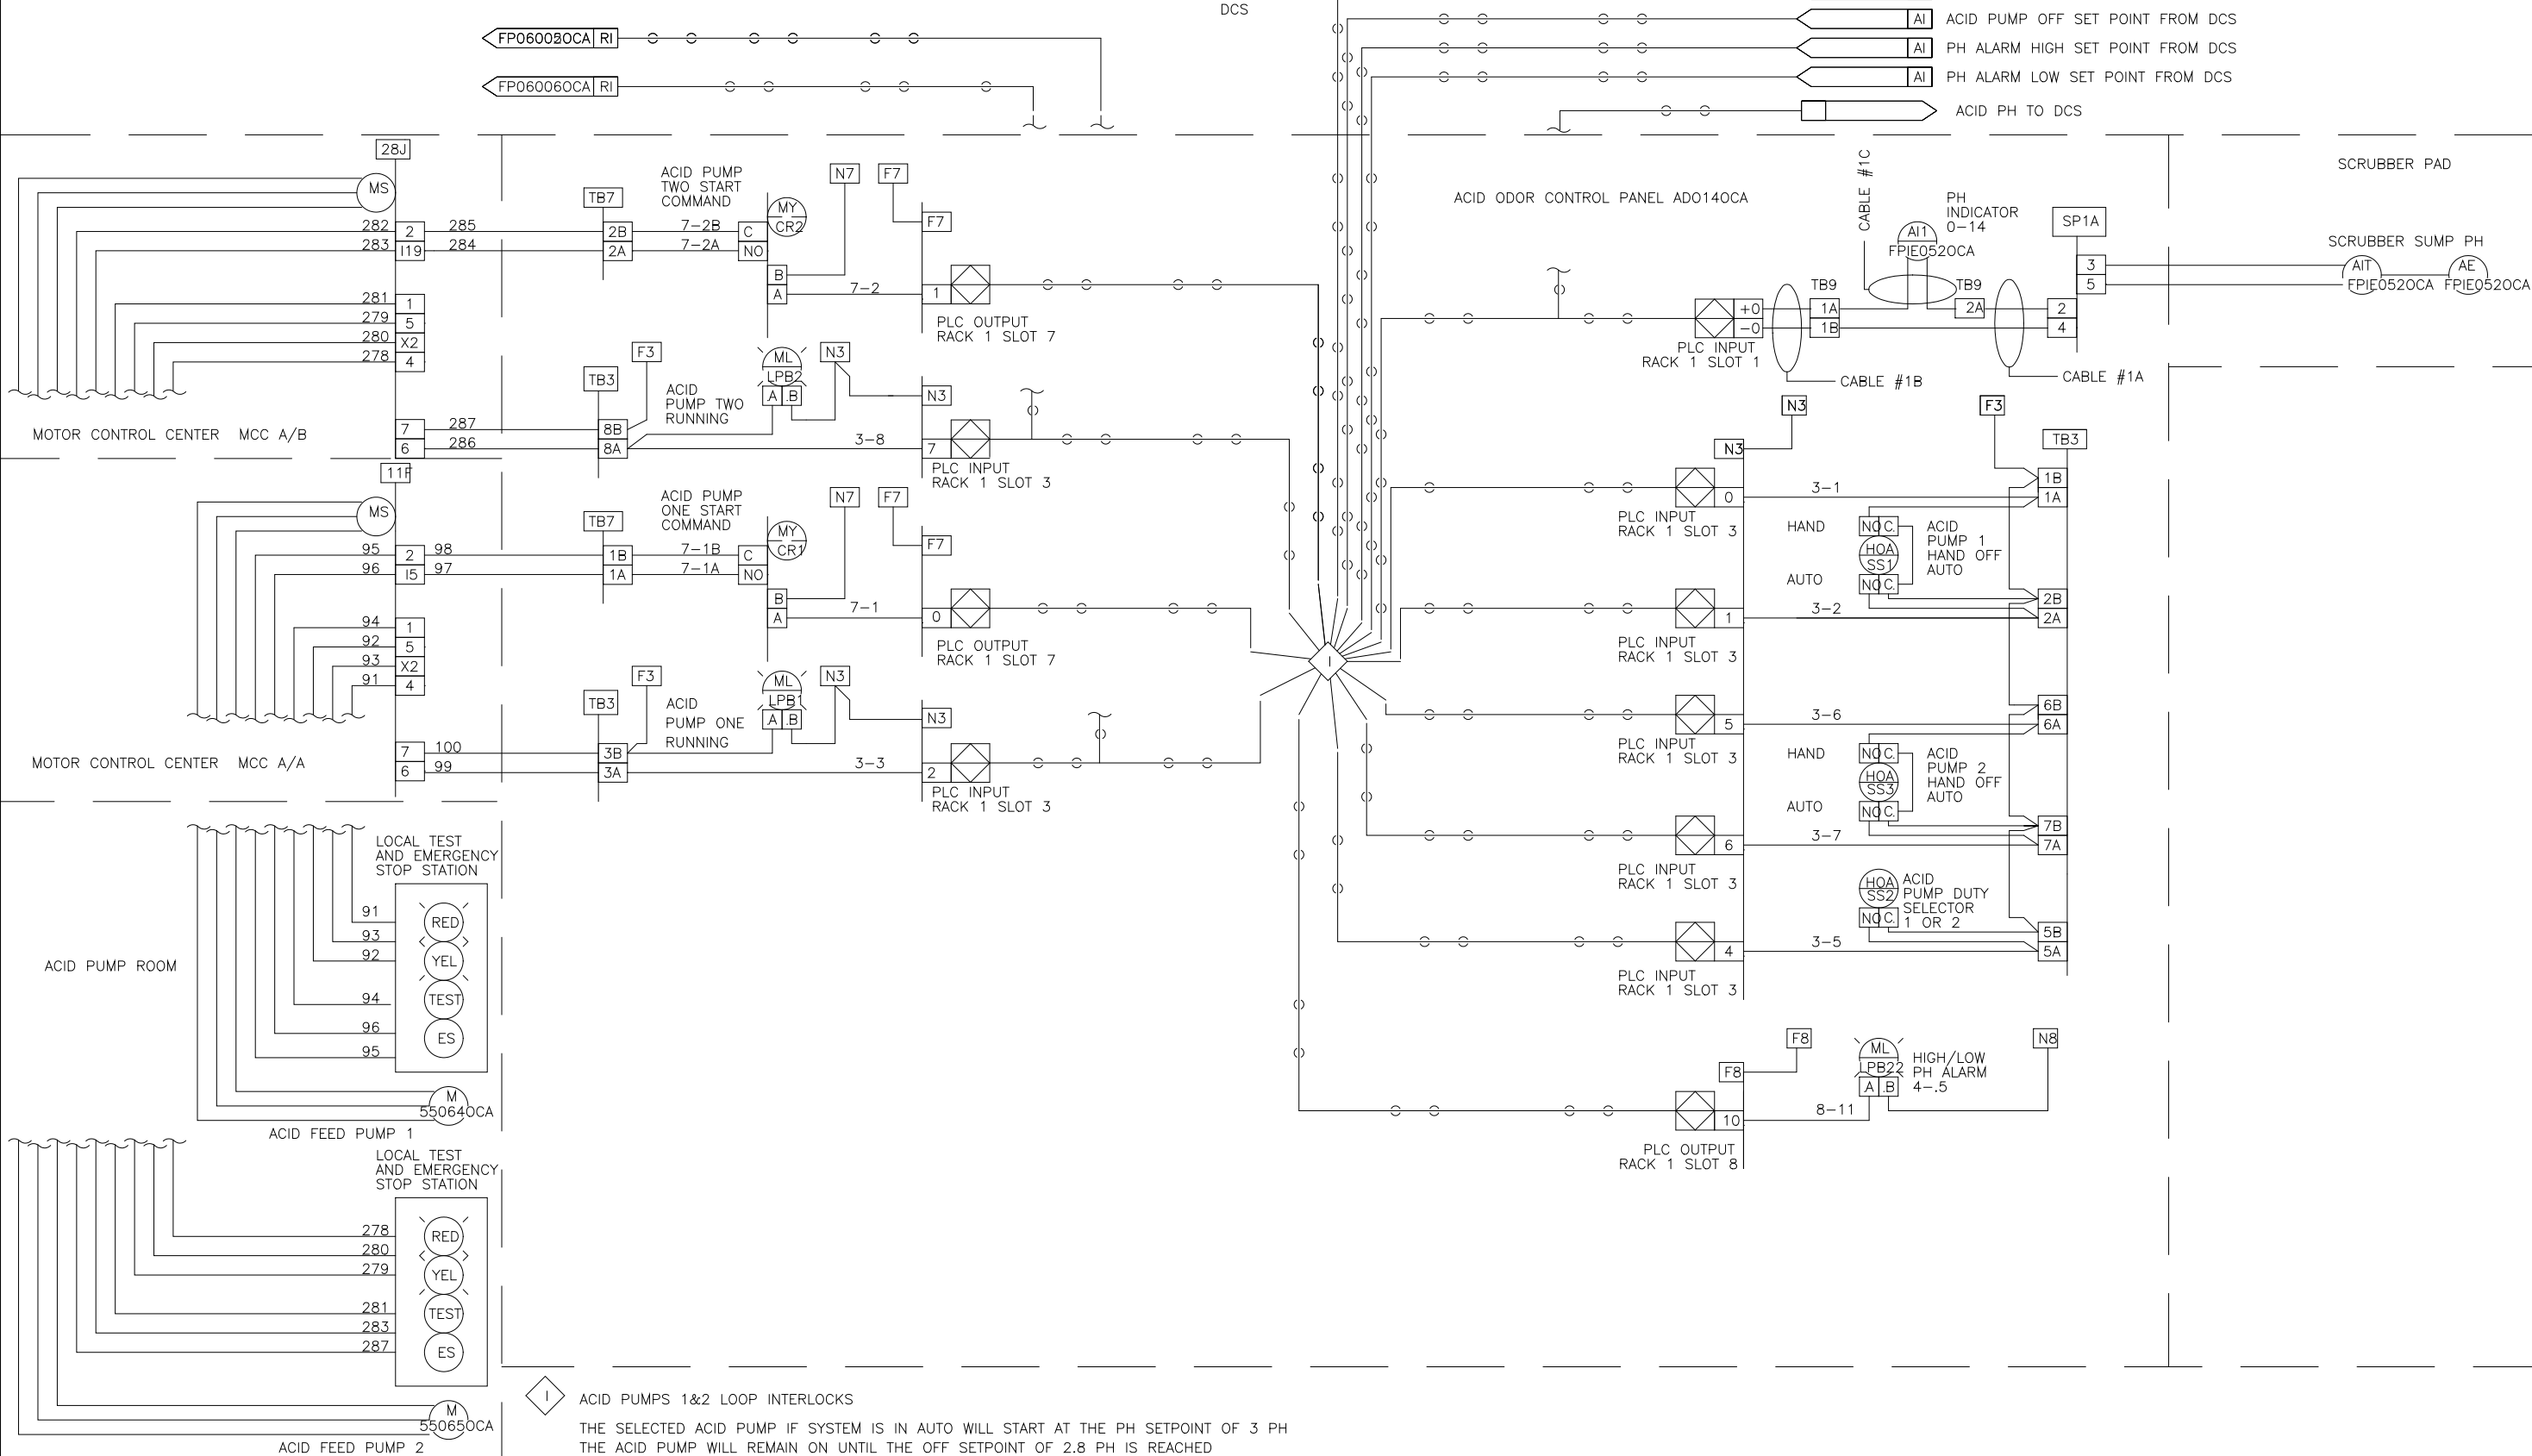 DCS
FP060020CA RI
FP060060CA RI
AI ACID PUMP OFF SET POINT FROM DCS
AI PH ALARM HIGH SET POINT FROM DCS
AI PH ALARM LOW SET POINT FROM DCS
ACID PH TO DCS
28J
MS
282 2 285
283 I19 284
281 1
279 5
280 X2
278 4
7 287
6 286
MOTOR CONTROL CENTER MCC A/B
TB7
2B 7-2B C
2A 7-2A NO
ACID PUMP
TWO START
COMMAND
MY
CR2
N7
F7
F7
B
A 7-2 1
PLC OUTPUT
RACK 1 SLOT 7
TB3
F3
8B
8A
ACID
PUMP TWO
RUNNING
ML
LPB2
A .B
N3
N3
3-8 7
PLC INPUT
RACK 1 SLOT 3
11F
MS
95 2 98
96 I5 97
94 1
92 5
93 X2
91 4
7 100
6 99
MOTOR CONTROL CENTER MCC A/A
TB7
1B 7-1B C
1A 7-1A NO
ACID PUMP
ONE START
COMMAND
MY
CR1
N7
F7
F7
B
A 7-1 0
PLC OUTPUT
RACK 1 SLOT 7
TB3
F3
3B
3A
ACID
PUMP ONE
RUNNING
ML
LPB1
A .B
N3
N3
3-3 2
PLC INPUT
RACK 1 SLOT 3
I
ACID ODOR CONTROL PANEL AD0140CA
CABLE #1C
PH
INDICATOR
0-14
AI1
FPIE0520CA
SP1A
3
5
TB9
TB9
+0 1A 2A 2
-0 1B 4
PLC INPUT
RACK 1 SLOT 1
CABLE #1B
CABLE #1A
SCRUBBER PAD
SCRUBBER SUMP PH
AIT
FPIE0520CA
AE
FPIE0520CA
N3
F3
N3
TB3
0 3-1
1B
1A
PLC INPUT
RACK 1 SLOT 3
HAND NO C.
HOA
SS1
AUTO NO C.
ACID
PUMP 1
HAND OFF
AUTO
1 3-2
2B
2A
PLC INPUT
RACK 1 SLOT 3
5 3-6
6B
6A
PLC INPUT
RACK 1 SLOT 3
HAND NO C.
HOA
SS3
AUTO NO C.
ACID
PUMP 2
HAND OFF
AUTO
6 3-7
7B
7A
PLC INPUT
RACK 1 SLOT 3
HOA
SS2
NO C.
ACID
PUMP DUTY
SELECTOR
1 OR 2
4 3-5
5B
5A
PLC INPUT
RACK 1 SLOT 3
F8
F8
ML
LPB22
A .B
HIGH/LOW
PH ALARM
4-.5
N8
10 8-11
PLC OUTPUT
RACK 1 SLOT 8
ACID PUMP ROOM
LOCAL TEST
AND EMERGENCY
STOP STATION
91 RED
93
92 YEL
94 TEST
96 ES
95
M
550640CA
ACID FEED PUMP 1
LOCAL TEST
AND EMERGENCY
STOP STATION
278 RED
280
279 YEL
281 TEST
283
287 ES
M
550650CA
ACID FEED PUMP 2
I ACID PUMPS 1&2 LOOP INTERLOCKS
THE SELECTED ACID PUMP IF SYSTEM IS IN AUTO WILL START AT THE PH SETPOINT OF 3 PH
THE ACID PUMP WILL REMAIN ON UNTIL THE OFF SETPOINT OF 2.8 PH IS REACHED